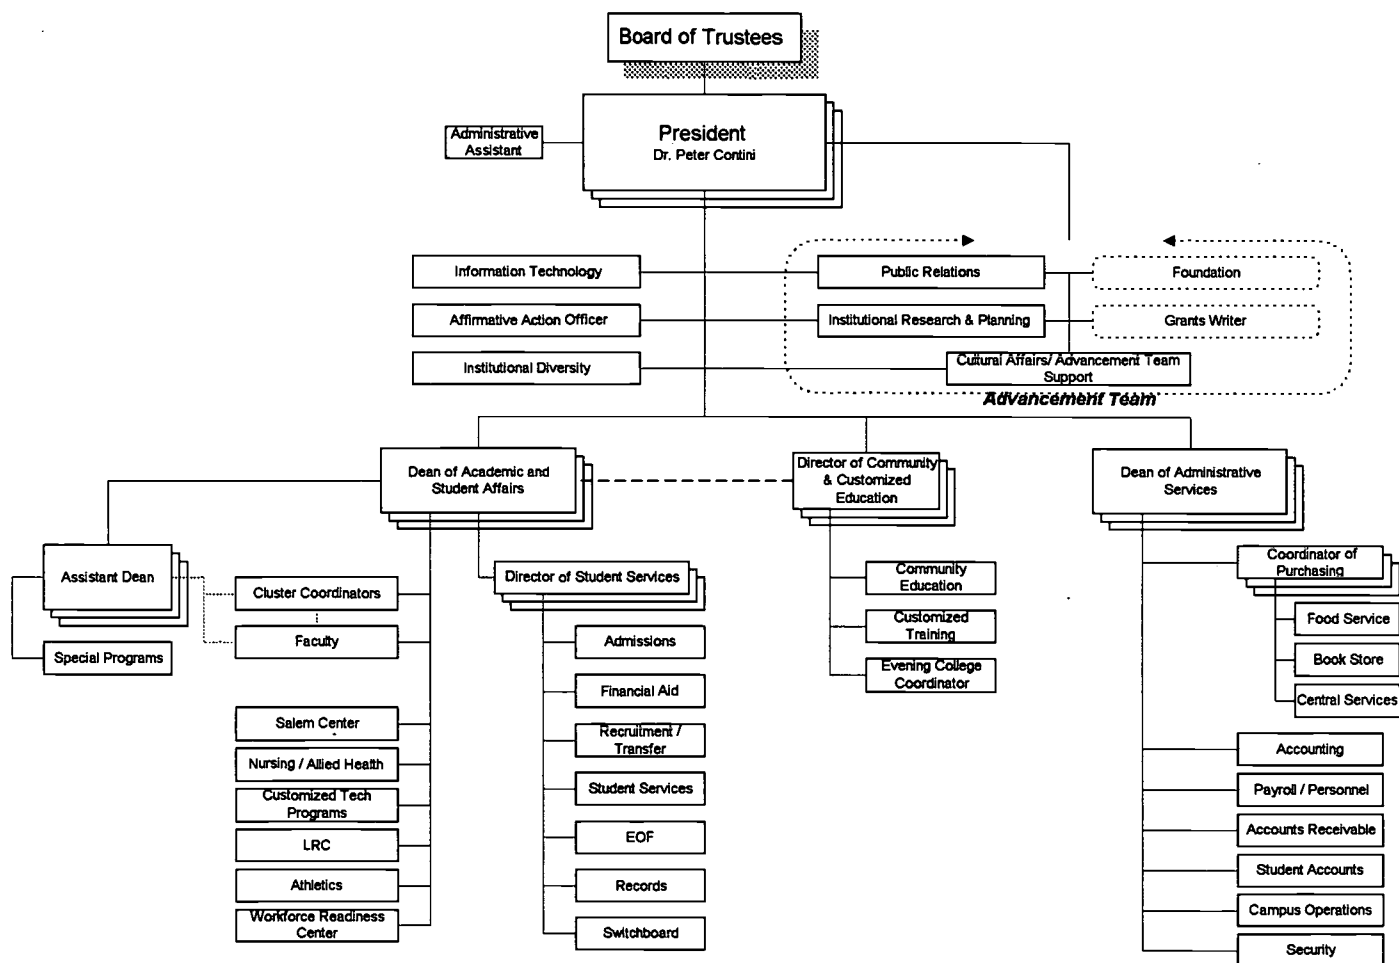 Board of Trustees
President
Dr. Peter Contini
Administrative
Assistant
Information Technology
Public Relations
Foundation
Affirmative Action Officer
Institutional Research & Planning
Grants Writer
Institutional Diversity
Cultural Affairs/ Advancement Team
Support
Advancement Team
Dean of Academic and
Student Affairs
Director of Community
& Customized
Education
Dean of Administrative
Services
Assistant Dean
Special Programs
Cluster Coordinators
Faculty
Salem Center
Nursing / Allied Health
Customized Tech
Programs
LRC
Athletics
Workforce Readiness
Center
Director of Student Services
Admissions
Financial Aid
Recruitment /
Transfer
Student Services
EOF
Records
Switchboard
Community
Education
Customized
Training
Evening College
Coordinator
Coordinator of
Purchasing
Food Service
Book Store
Central Services
Accounting
Payroll / Personnel
Accounts Receivable
Student Accounts
Campus Operations
Security